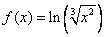 f(x) = ln(∛x²)